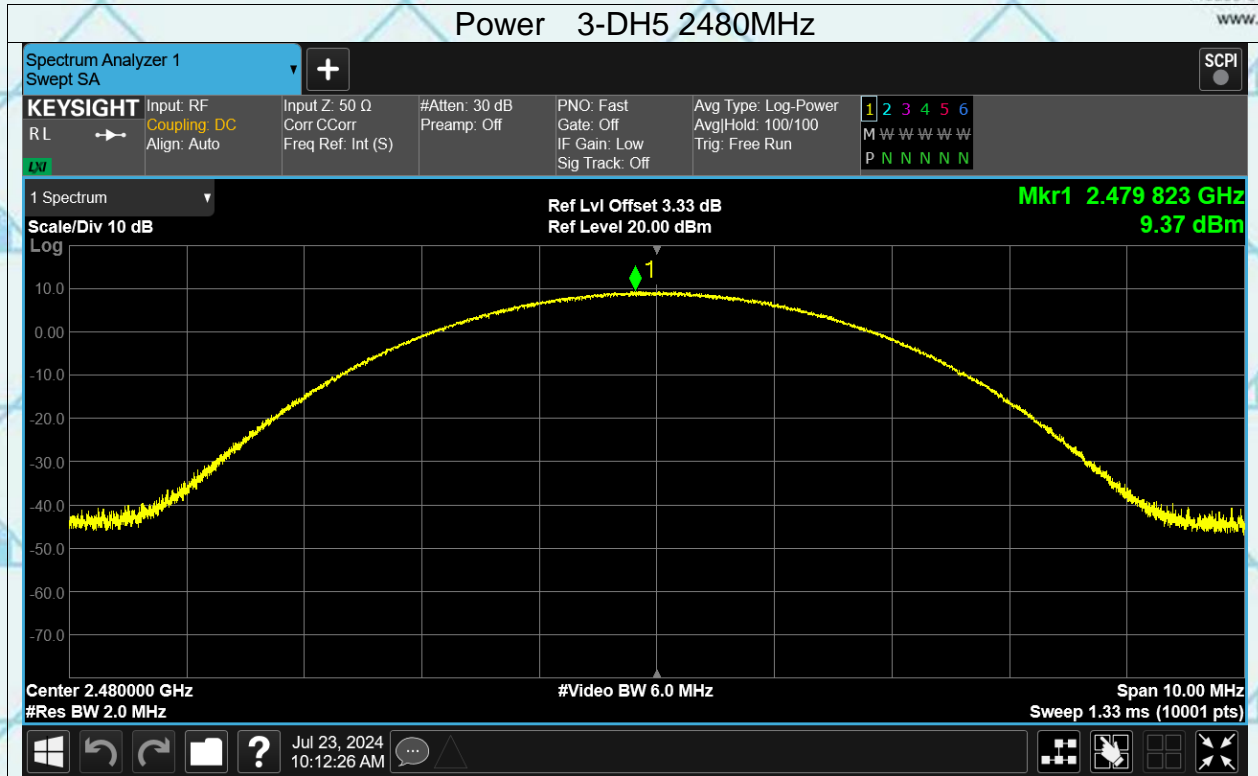 www.
Power 3-DH5 2480MHz
Spectrum Analyzer 1
Swept SA
SCPI
KEYSIGHT
RL
LXI
Input: RF
Coupling: DC
Align: Auto
Input Z: 50 Ω
Corr CCorr
Freq Ref: Int (S)
#Atten: 30 dB
Preamp: Off
PNO: Fast
Gate: Off
IF Gain: Low
Sig Track: Off
Avg Type: Log-Power
Avg|Hold: 100/100
Trig: Free Run
1 2 3 4 5 6
M W W W W W
P N N N N N
1 Spectrum
Scale/Div 10 dB
Ref Lvl Offset 3.33 dB
Ref Level 20.00 dBm
Mkr1 2.479 823 GHz
9.37 dBm
Log
1
10.0
0.00
-10.0
-20.0
-30.0
-40.0
-50.0
-60.0
-70.0
Center 2.480000 GHz
#Video BW 6.0 MHz
Span 10.00 MHz
#Res BW 2.0 MHz
Sweep 1.33 ms (10001 pts)
?
Jul 23, 2024
10:12:26 AM